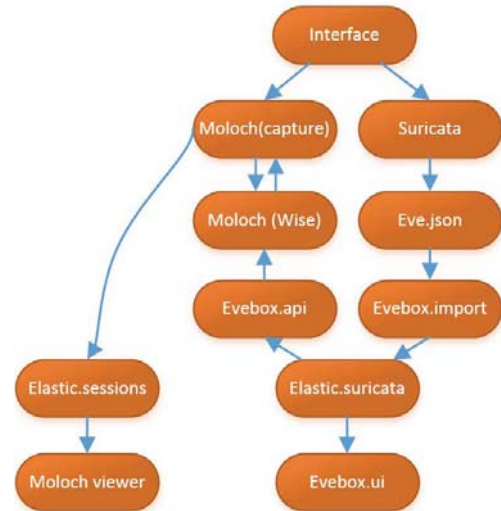 Interface
Moloch(capture)
Suricata
Moloch (Wise)
Eve.json
Evebox.api
Evebox.import
Elastic.sessions
Elastic.suricata
Moloch viewer
Evebox.ui